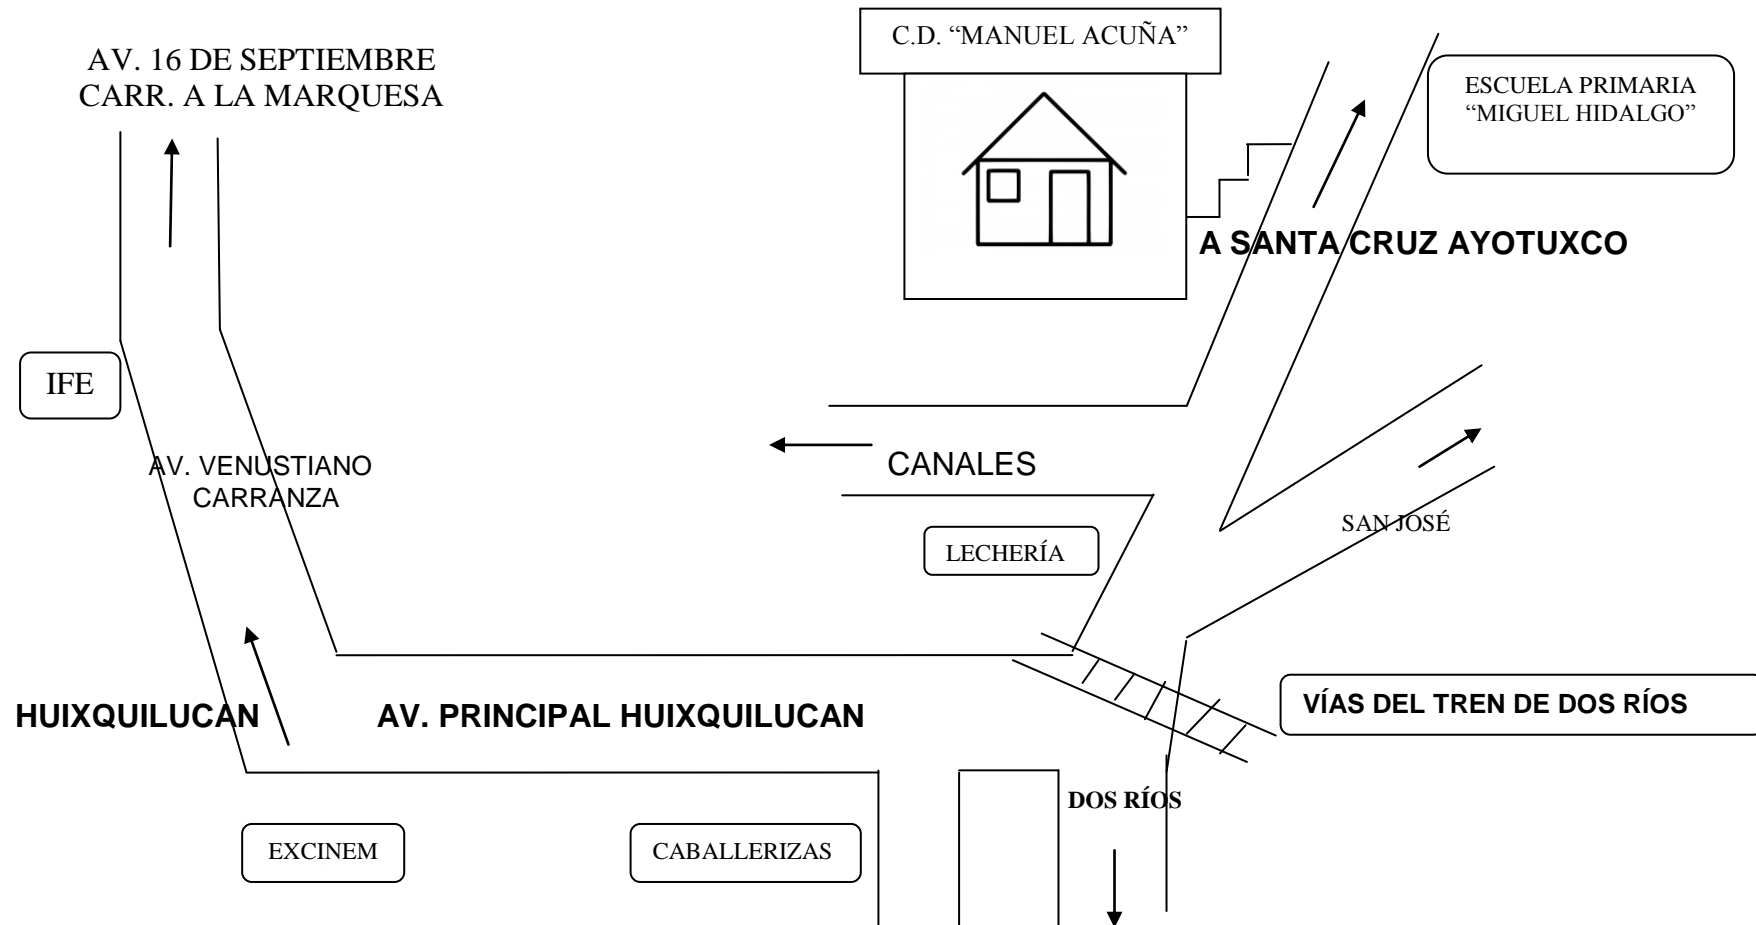 C.D. “MANUEL ACUÑA”
AV. 16 DE SEPTIEMBRE
CARR. A LA MARQUESA
ESCUELA PRIMARIA
“MIGUEL HIDALGO”
A SANTA CRUZ AYOTUXCO
IFE
AV. VENUSTIANO
CARRANZA
CANALES
SAN JOSÉ
LECHERÍA
VÍAS DEL TREN DE DOS RÍOS
HUIXQUILUCAN
AV. PRINCIPAL HUIXQUILUCAN
DOS RÍOS
EXCINEM
CABALLERIZAS